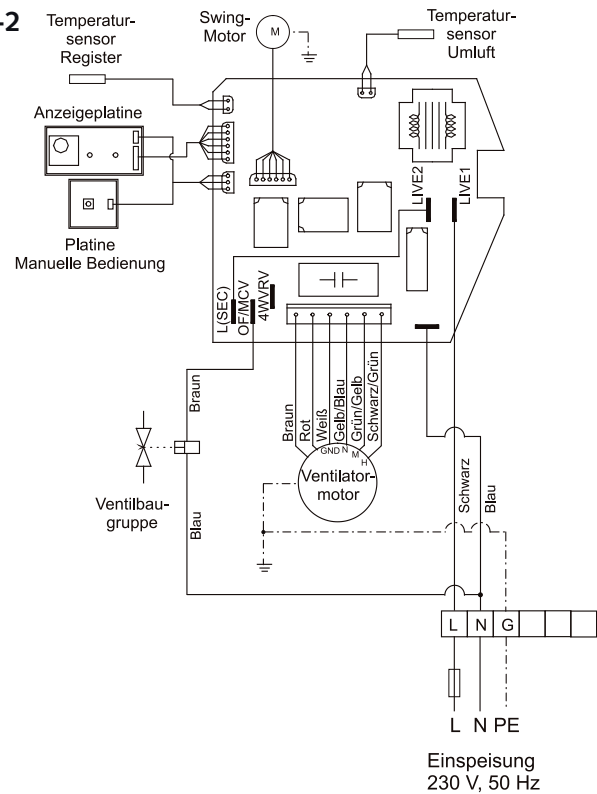 -2
Temperatur-
sensor
Register
Swing-
Motor
M
Temperatur-
sensor
Umluft
Anzeigeplatine
Platine
Manuelle Bedienung
LIVE2
LIVE1
L(SEC)
OF/MCV
4WVRV
Braun
Rot
Weiß
Gelb/Blau
Grün/Gelb
Schwarz/Grün
GND
N
M
H
Ventilator-
motor
Braun
Blau
Ventilbau-
gruppe
Schwarz
Blau
L N G
L N PE
Einspeisung
230 V, 50 Hz